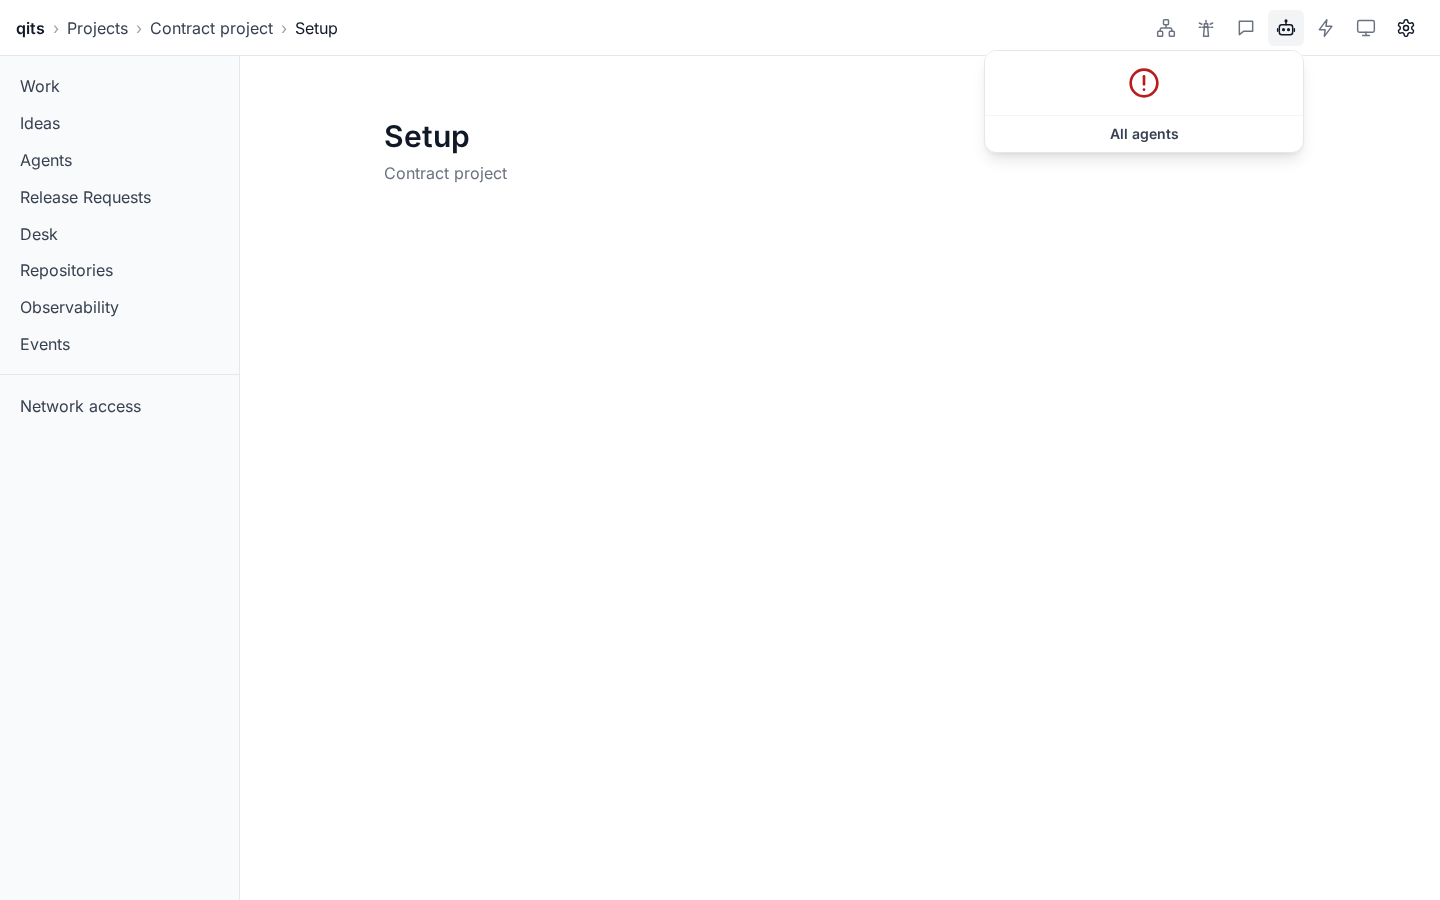 qits › Projects › Contract project › Setup
All agents
Work
Ideas
Agents
Release Requests
Desk
Repositories
Observability
Events
Network access
Setup
Contract project